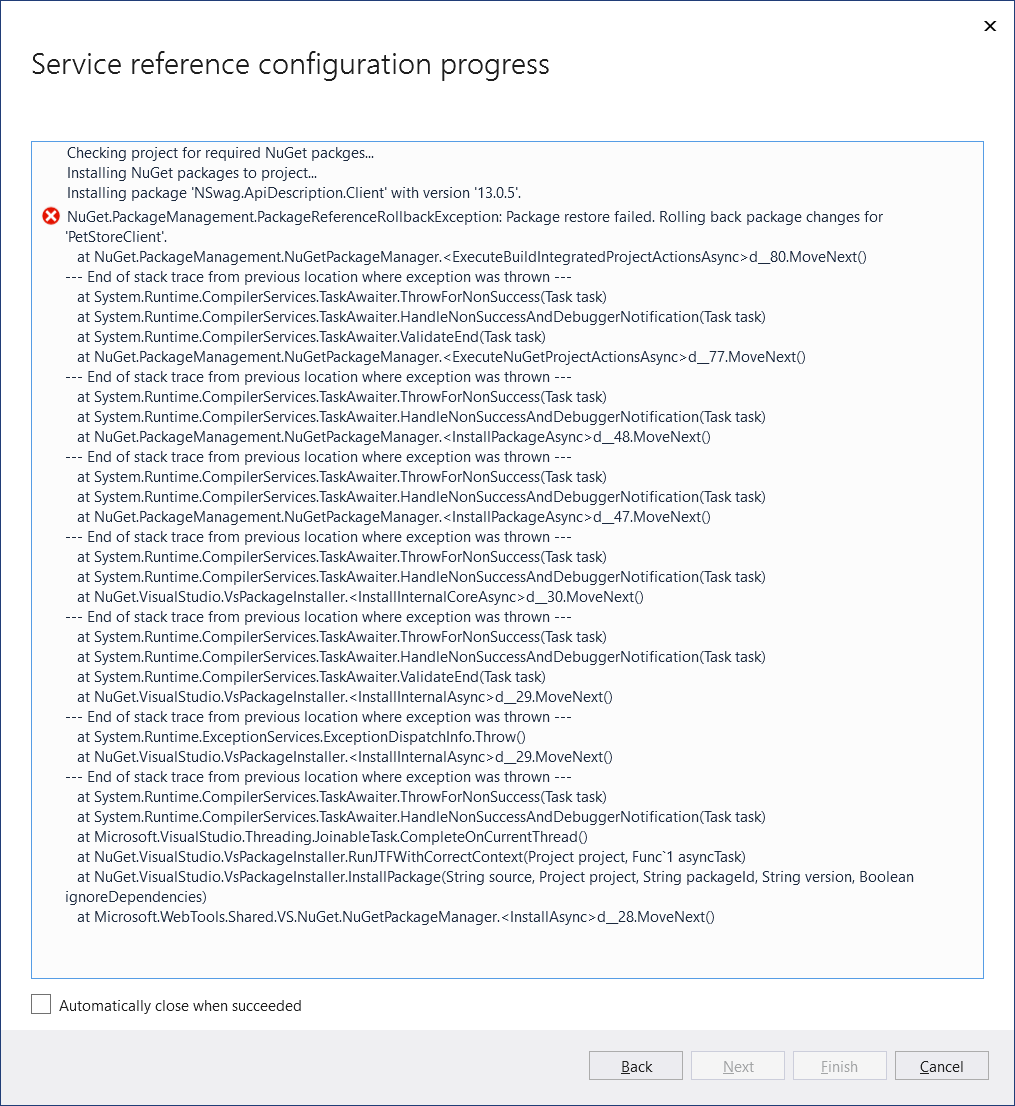 Service reference configuration progress
Checking project for required NuGet packges...
Installing NuGet packages to project...
Installing package 'NSwag.ApiDescription.Client' with version '13.0.5'.
NuGet.PackageManagement.PackageReferenceRollbackException: Package restore failed. Rolling back package changes for
'PetStoreClient'.
at NuGet.PackageManagement.NuGetPackageManager.<ExecuteBuildIntegratedProjectActionsAsync>d__80.MoveNext()
--- End of stack trace from previous location where exception was thrown ---
at System.Runtime.CompilerServices.TaskAwaiter.ThrowForNonSuccess(Task task)
at System.Runtime.CompilerServices.TaskAwaiter.HandleNonSuccessAndDebuggerNotification(Task task)
at System.Runtime.CompilerServices.TaskAwaiter.ValidateEnd(Task task)
at NuGet.PackageManagement.NuGetPackageManager.<ExecuteNuGetProjectActionsAsync>d__77.MoveNext()
--- End of stack trace from previous location where exception was thrown ---
at System.Runtime.CompilerServices.TaskAwaiter.ThrowForNonSuccess(Task task)
at System.Runtime.CompilerServices.TaskAwaiter.HandleNonSuccessAndDebuggerNotification(Task task)
at NuGet.PackageManagement.NuGetPackageManager.<InstallPackageAsync>d__48.MoveNext()
--- End of stack trace from previous location where exception was thrown ---
at System.Runtime.CompilerServices.TaskAwaiter.ThrowForNonSuccess(Task task)
at System.Runtime.CompilerServices.TaskAwaiter.HandleNonSuccessAndDebuggerNotification(Task task)
at NuGet.PackageManagement.NuGetPackageManager.<InstallPackageAsync>d__47.MoveNext()
--- End of stack trace from previous location where exception was thrown ---
at System.Runtime.CompilerServices.TaskAwaiter.ThrowForNonSuccess(Task task)
at System.Runtime.CompilerServices.TaskAwaiter.HandleNonSuccessAndDebuggerNotification(Task task)
at NuGet.VisualStudio.VsPackageInstaller.<InstallInternalCoreAsync>d__30.MoveNext()
--- End of stack trace from previous location where exception was thrown ---
at System.Runtime.CompilerServices.TaskAwaiter.ThrowForNonSuccess(Task task)
at System.Runtime.CompilerServices.TaskAwaiter.HandleNonSuccessAndDebuggerNotification(Task task)
at System.Runtime.CompilerServices.TaskAwaiter.ValidateEnd(Task task)
at NuGet.VisualStudio.VsPackageInstaller.<InstallInternalAsync>d__29.MoveNext()
--- End of stack trace from previous location where exception was thrown ---
at System.Runtime.ExceptionServices.ExceptionDispatchInfo.Throw()
at NuGet.VisualStudio.VsPackageInstaller.<InstallInternalAsync>d__29.MoveNext()
--- End of stack trace from previous location where exception was thrown ---
at System.Runtime.CompilerServices.TaskAwaiter.ThrowForNonSuccess(Task task)
at System.Runtime.CompilerServices.TaskAwaiter.HandleNonSuccessAndDebuggerNotification(Task task)
at Microsoft.VisualStudio.Threading.JoinableTask.CompleteOnCurrentThread()
at NuGet.VisualStudio.VsPackageInstaller.RunJTFWithCorrectContext(Project project, Func`1 asyncTask)
at NuGet.VisualStudio.VsPackageInstaller.InstallPackage(String source, Project project, String packageId, String version, Boolean
ignoreDependencies)
at Microsoft.WebTools.Shared.VS.NuGet.NuGetPackageManager.<InstallAsync>d__28.MoveNext()
Automatically close when succeeded
Back Next Finish Cancel